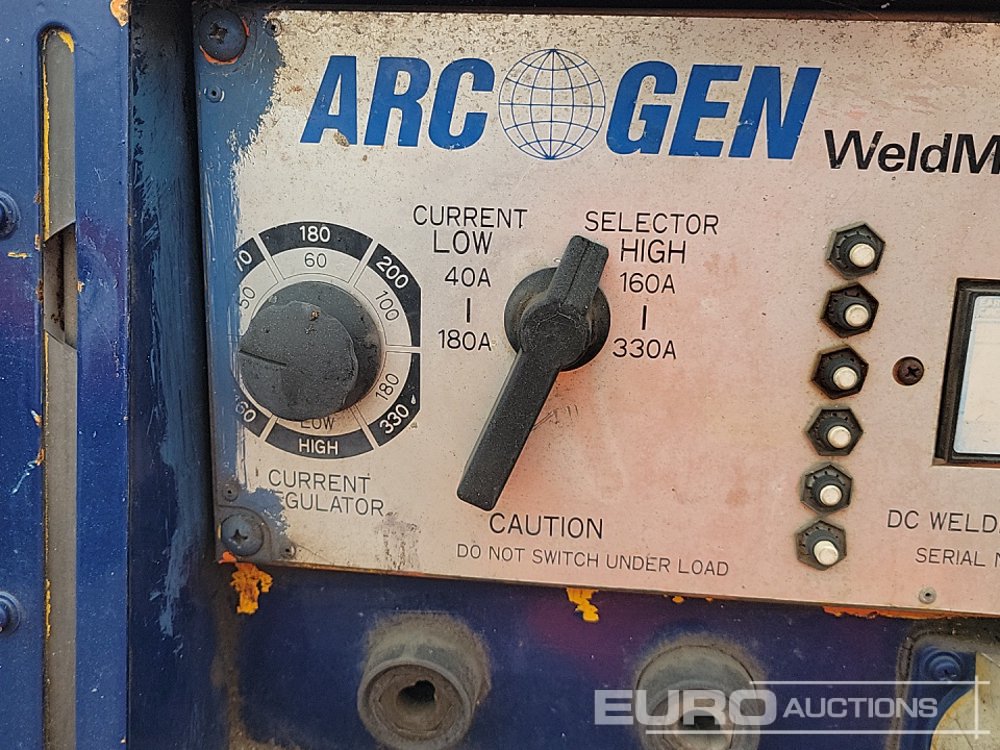 ARC GEN
WeldM
CURRENT SELECTOR
LOW HIGH
40A 160A
180A 330A
180
60
200
100
50
180
330
LOW
HIGH
CURRENT
EGULATOR
CAUTION
DO NOT SWITCH UNDER LOAD
DC WELD
SERIAL N
EURO AUCTIONS